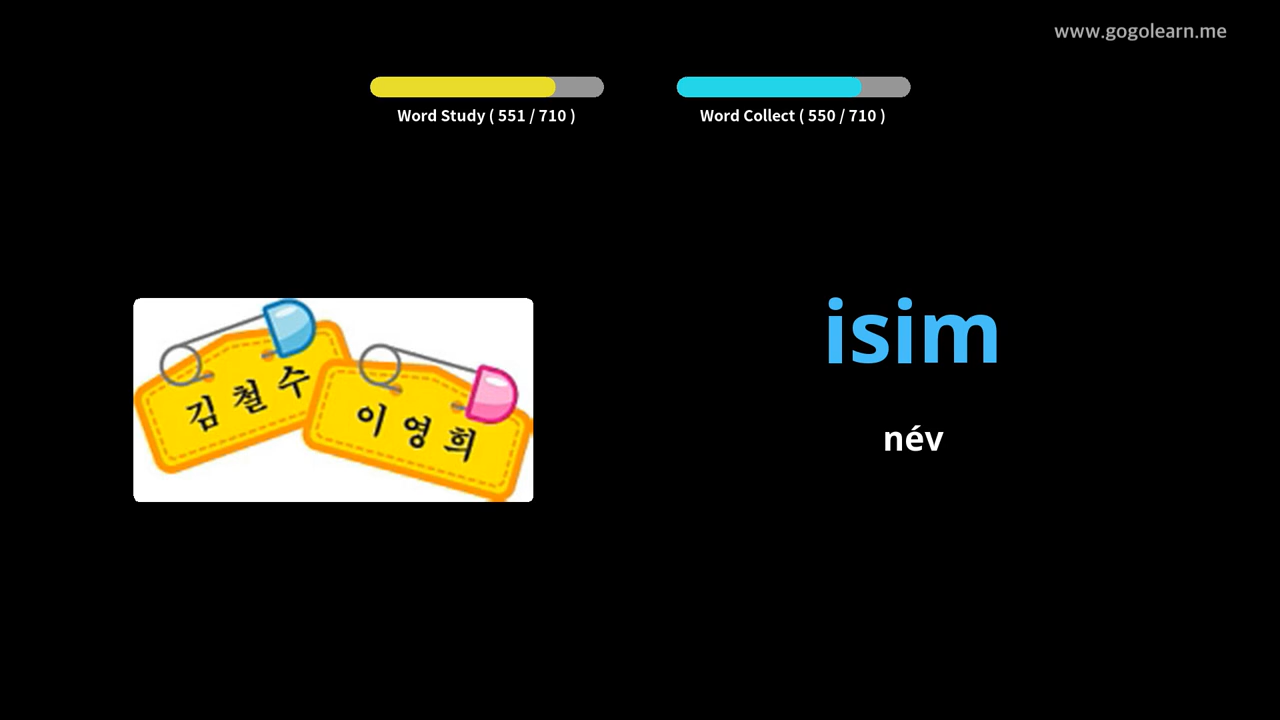 www.gogolearn.me
Word Study ( 551 / 710 )
Word Collect ( 550 / 710 )
김철수
이영희
isim
név